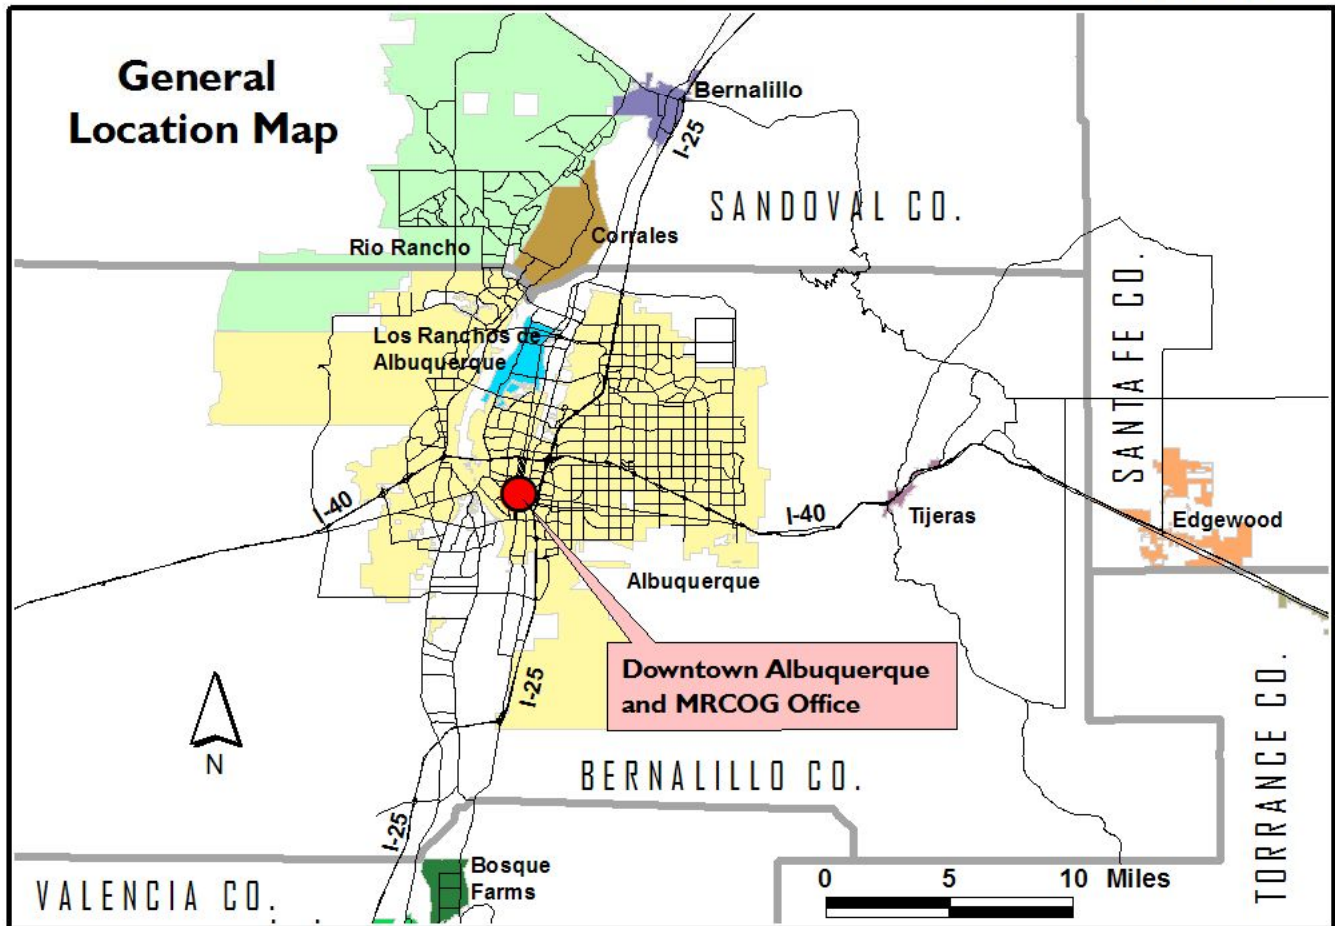 General
Location Map
Bernalillo
I-25
SANDOVAL CO.
Corrales
Rio Rancho
SANTA FE CO.
Los Ranchos de
Albuquerque
I-40
I-40
Tijeras
Edgewood
Albuquerque
Downtown Albuquerque
and MRCOG Office
I-25
N
BERNALILLO CO.
TORRANCE CO.
I-25
Bosque
Farms
VALENCIA CO.
0 5 10 Miles